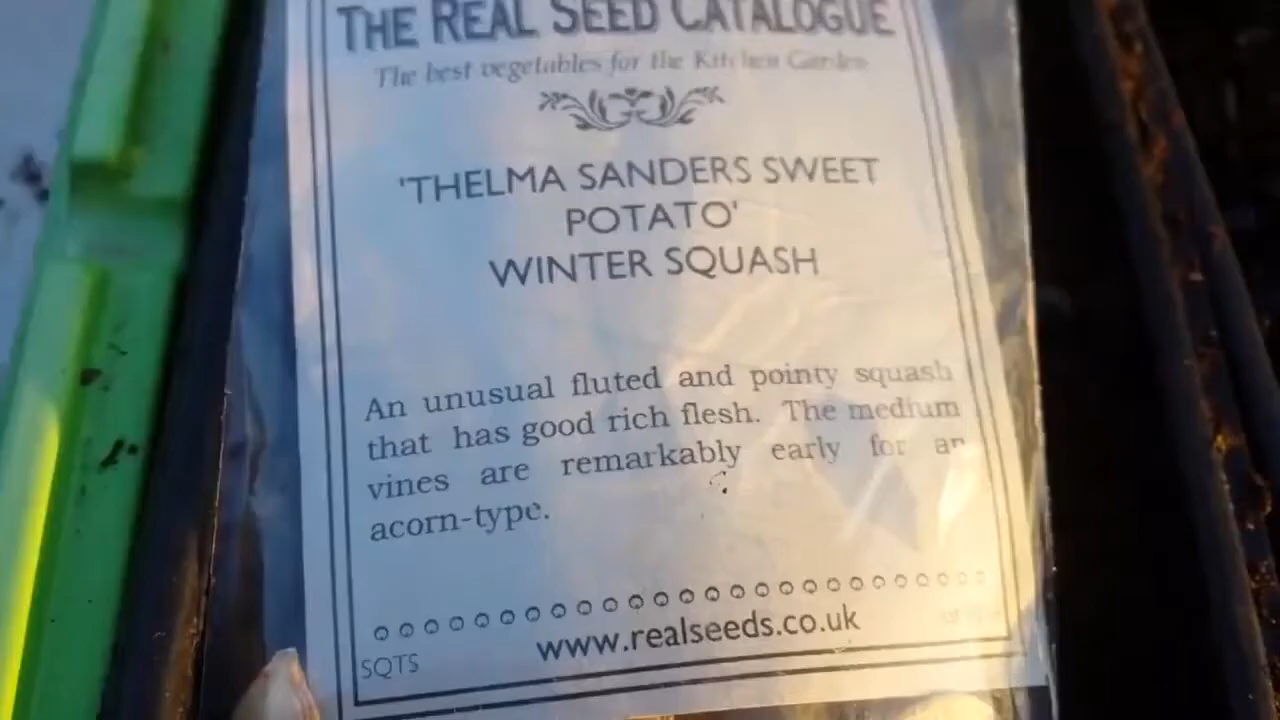 THE REAL SEED CATALOGUE
The best vegetables for the Kitchen Garden
'THELMA SANDERS SWEET
POTATO'
WINTER SQUASH
An unusual fluted and pointy squash
that has good rich flesh. The medium
vines are remarkably early for an
acorn-type.
www.realseeds.co.uk
SQTS